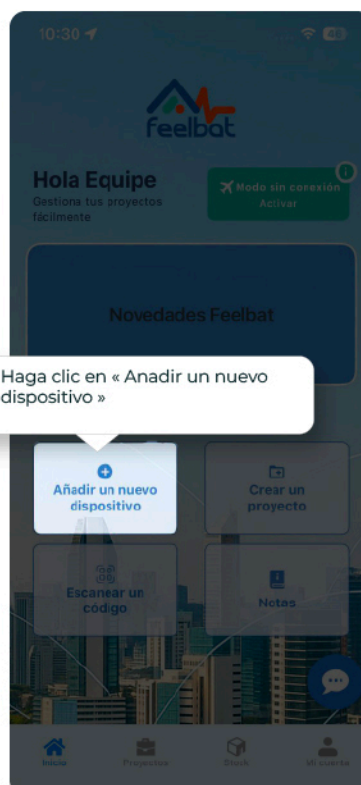 10:30
46
feelbat
Hola Equipe
Gestiona tus proyectos
fácilmente
Modo sin conexión
Activar
Novedades Feelbat
Haga clic en « Anadir un nuevo
dispositivo »
Añadir un nuevo
dispositivo
Crear un
proyecto
Escanear un
código
Notas
Inicio
Proyectos
Stock
Mi cuenta